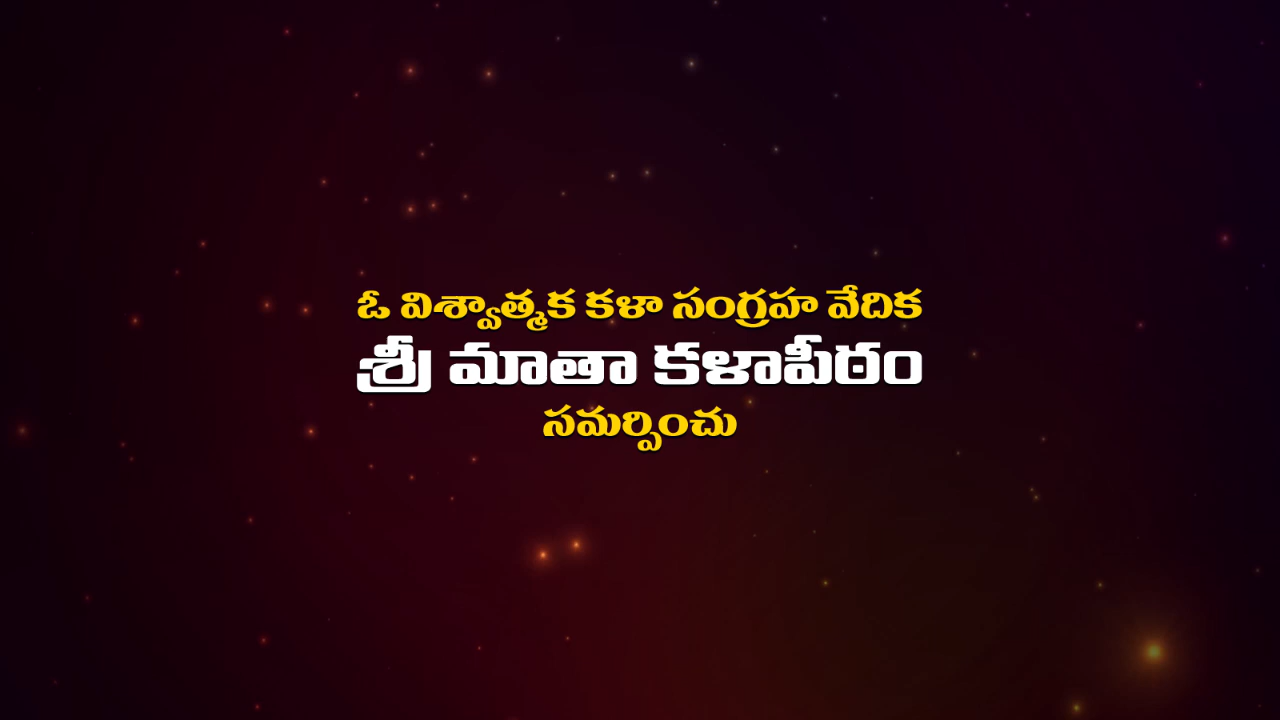 ఓ విశ్వాత్మక కళా సంగ్రహ వేదిక
శ్రీ మాతా కళాపీఠం
సమర్పించు